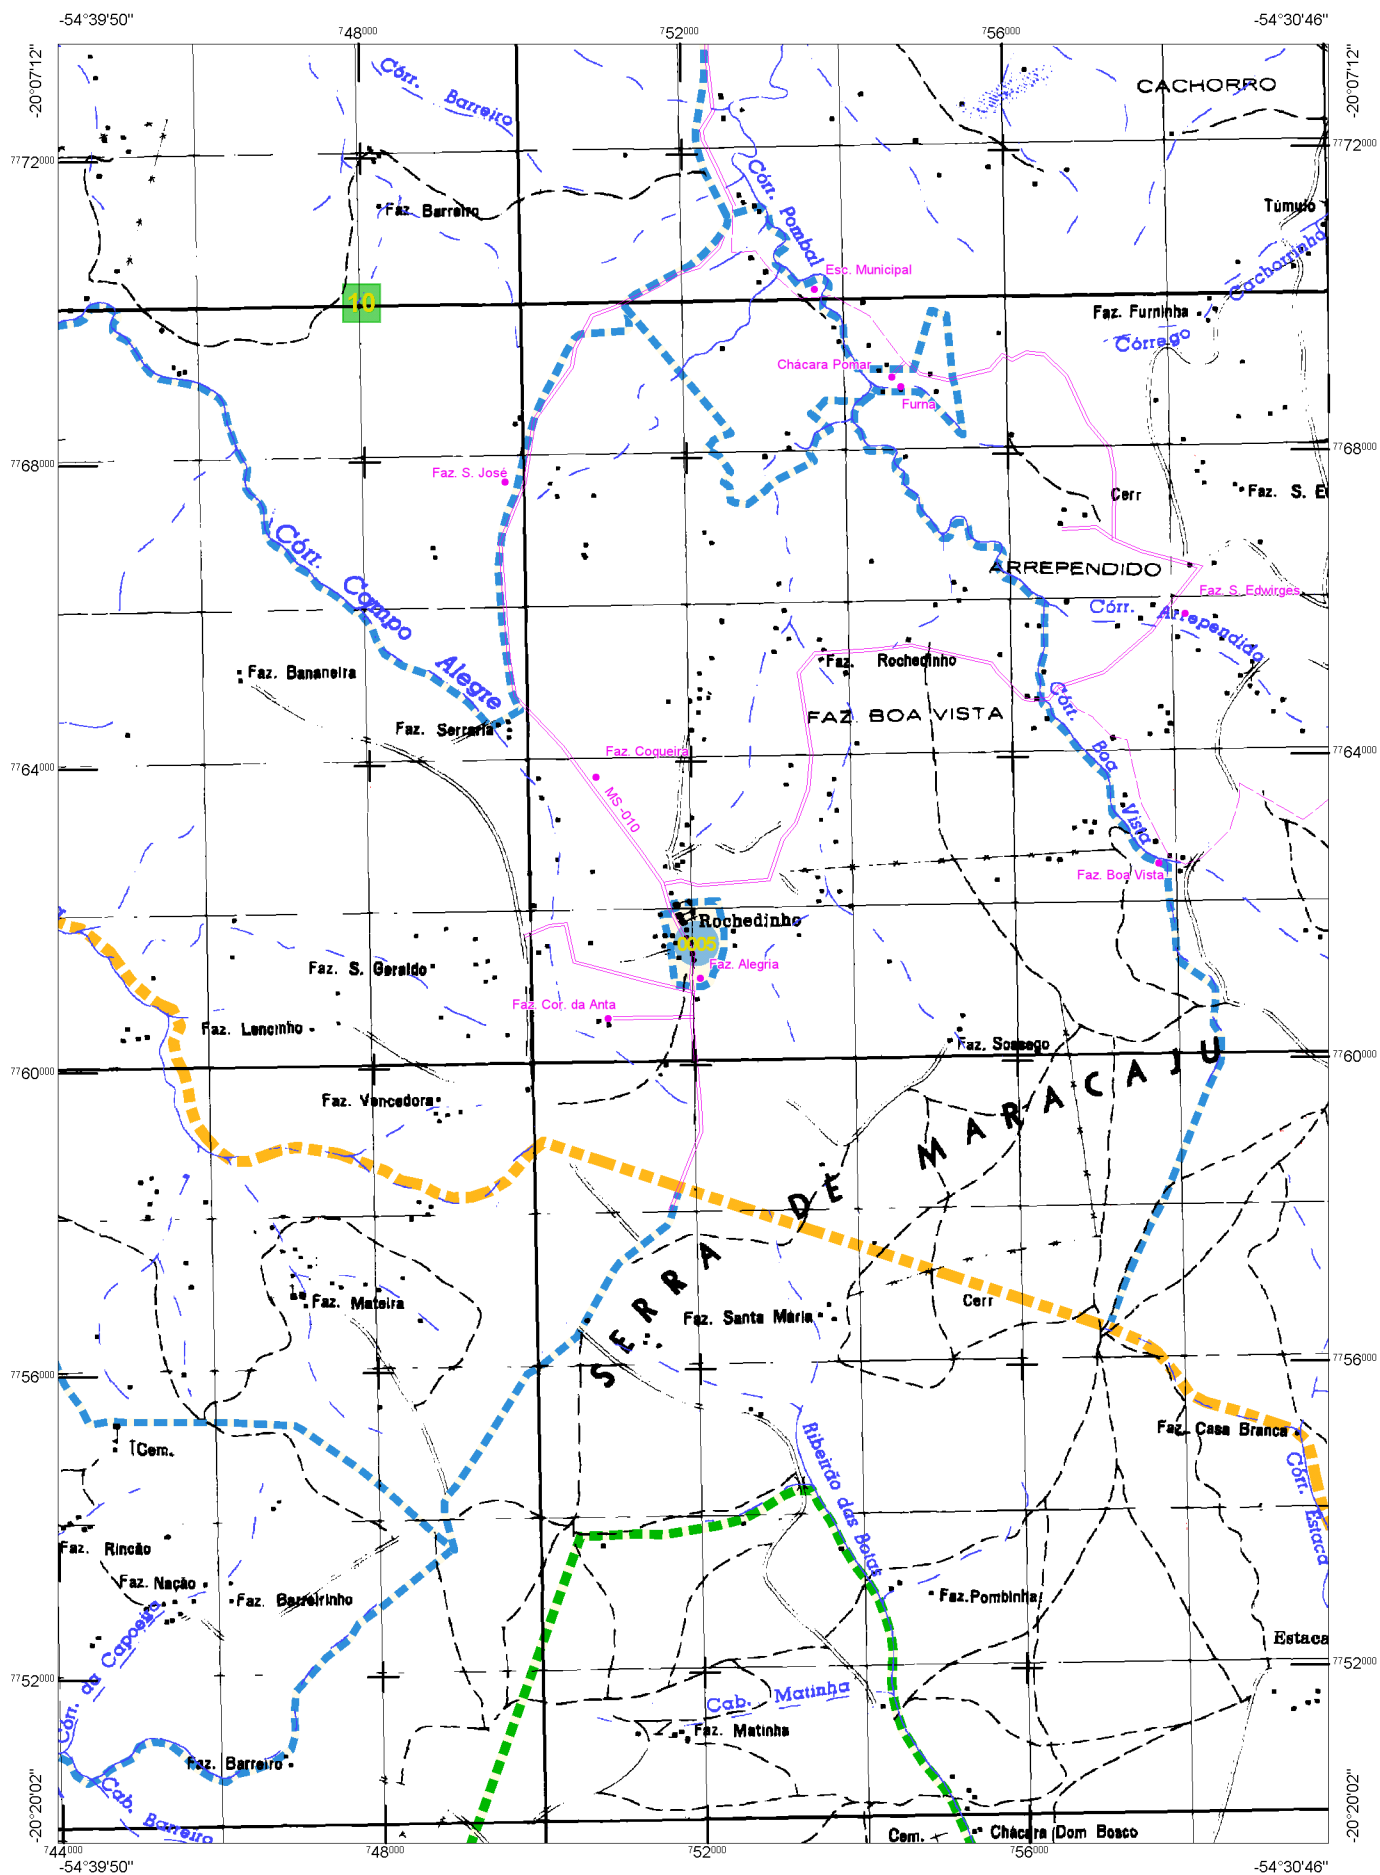 -54°39'50"
-54°30'46"
748000
752000
756000
-20°07'12"
-20°07'12"
Córr. Barreiro
CACHORRO
7772000
7772000
Córr. Pombal
Faz. Barreiro
Túmulo
Cachorrinho
Esc. Municipal
10
Faz. Furninha
Córrego
Chácara Pomar
Furna
7768000
7768000
Faz. S. José
Cerr
Faz. S. E
Córr. Campo Alegre
ARREPENDIDO
Faz. S. Edwirges
Córr. Arrependido
Faz. Rochedinho
Faz. Bananeira
FAZ. BOA VISTA
Faz. Serraria
Córr. Boa Vista
Faz. Coqueira
7764000
7764000
MS -010
Faz. Boa Vista
Rochedinho
0005
Faz. S. Geraldo
Faz. Alegria
Faz. Cor. da Anta
Faz. Lencinho
Faz. Sossego
7760000
7760000
SERRA DE MARACAJU
Faz. Vencedora
Faz. Mateira
Cerr
Faz. Santa Maria
7756000
7756000
Faz. Casa Branca
Cem.
Ribeirão das Botas
Córr. Estaca
Faz. Rincão
Faz. Nação
Faz. Barreirinho
Faz. Pombinha
Córr. da Capoeira
Estaca
7752000
7752000
Cab. Matinha
Faz. Matinha
Faz. Barreiro
Cab. Barreiro
-20°20'02"
-20°20'02"
Cem.
Chácara Dom Bosco
744000
748000
752000
756000
-54°39'50"
-54°30'46"